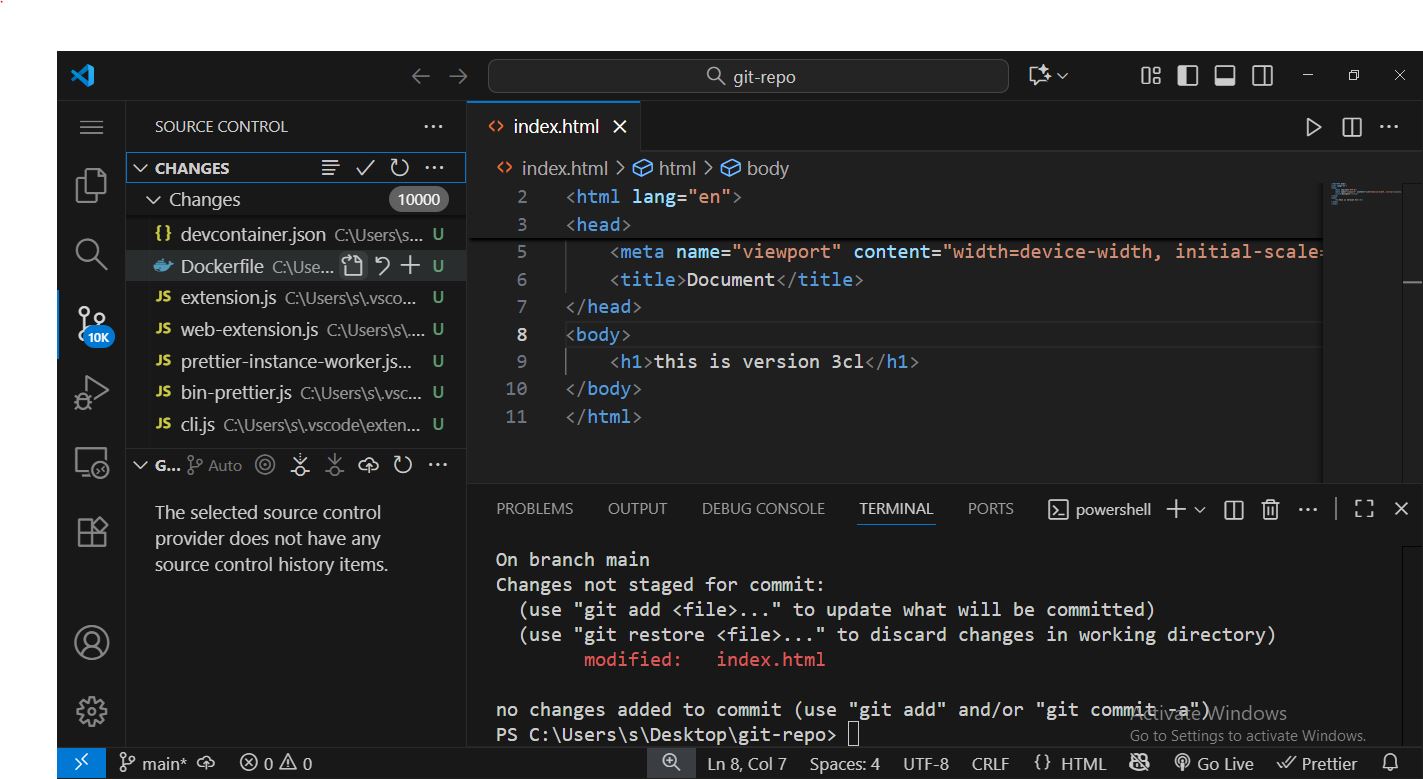 git-repo
SOURCE CONTROL
CHANGES
Changes 10000
devcontainer.json C:\Users\s... U
Dockerfile C:\Use... U
JS extension.js C:\Users\s\.vsco... U
JS web-extension.js C:\Users\s\.... U
JS prettier-instance-worker.js... U
JS bin-prettier.js C:\Users\s\.vsc... U
JS cli.js C:\Users\s\.vscode\exten... U
10K
G... Auto
The selected source control
provider does not have any
source control history items.
index.html
index.html > html > body
2 <html lang="en">
3 <head>
5 <meta name="viewport" content="width=device-width, initial-scale=
6 <title>Document</title>
7 </head>
8 <body>
9 <h1>this is version 3cl</h1>
10 </body>
11 </html>
PROBLEMS OUTPUT DEBUG CONSOLE TERMINAL PORTS powershell
On branch main
Changes not staged for commit:
(use "git add <file>..." to update what will be committed)
(use "git restore <file>..." to discard changes in working directory)
modified: index.html
no changes added to commit (use "git add" and/or "git commit -a")
PS C:\Users\s\Desktop\git-repo>
Activate Windows
Go to Settings to activate Windows.
main* 0 0 Ln 8, Col 7 Spaces: 4 UTF-8 CRLF {} HTML Go Live Prettier